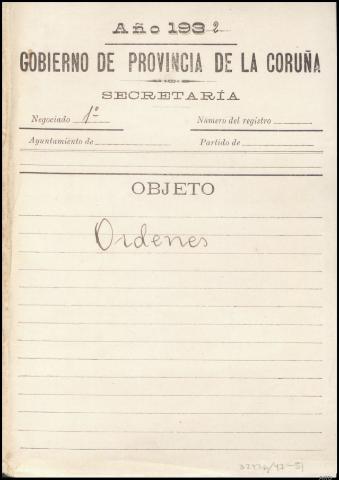 Año 1932
GOBIERNO DE PROVINCIA DE LA CORUÑA
SECRETARÍA
Negociado 1º Número del registro
Ayuntamiento de Partido de
OBJETO
Ordenes